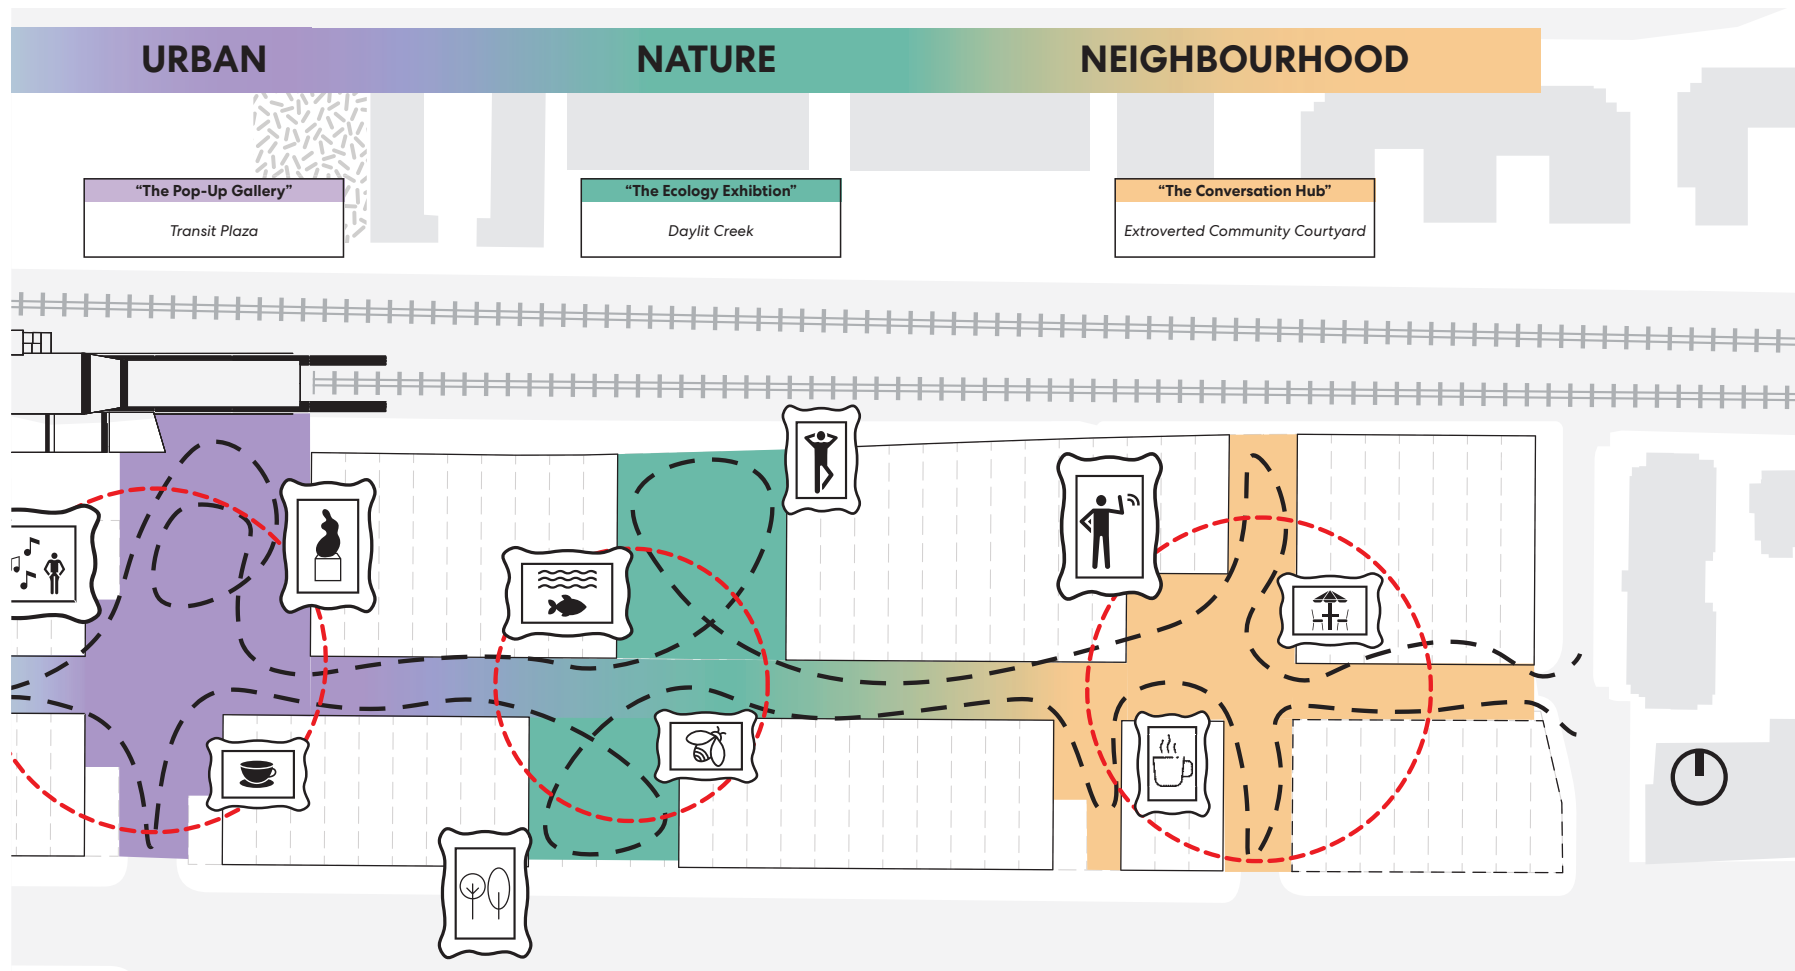 URBAN
NATURE
NEIGHBOURHOOD
“The Pop-Up Gallery”
Transit Plaza
“The Ecology Exhibtion”
Daylit Creek
“The Conversation Hub”
Extroverted Community Courtyard